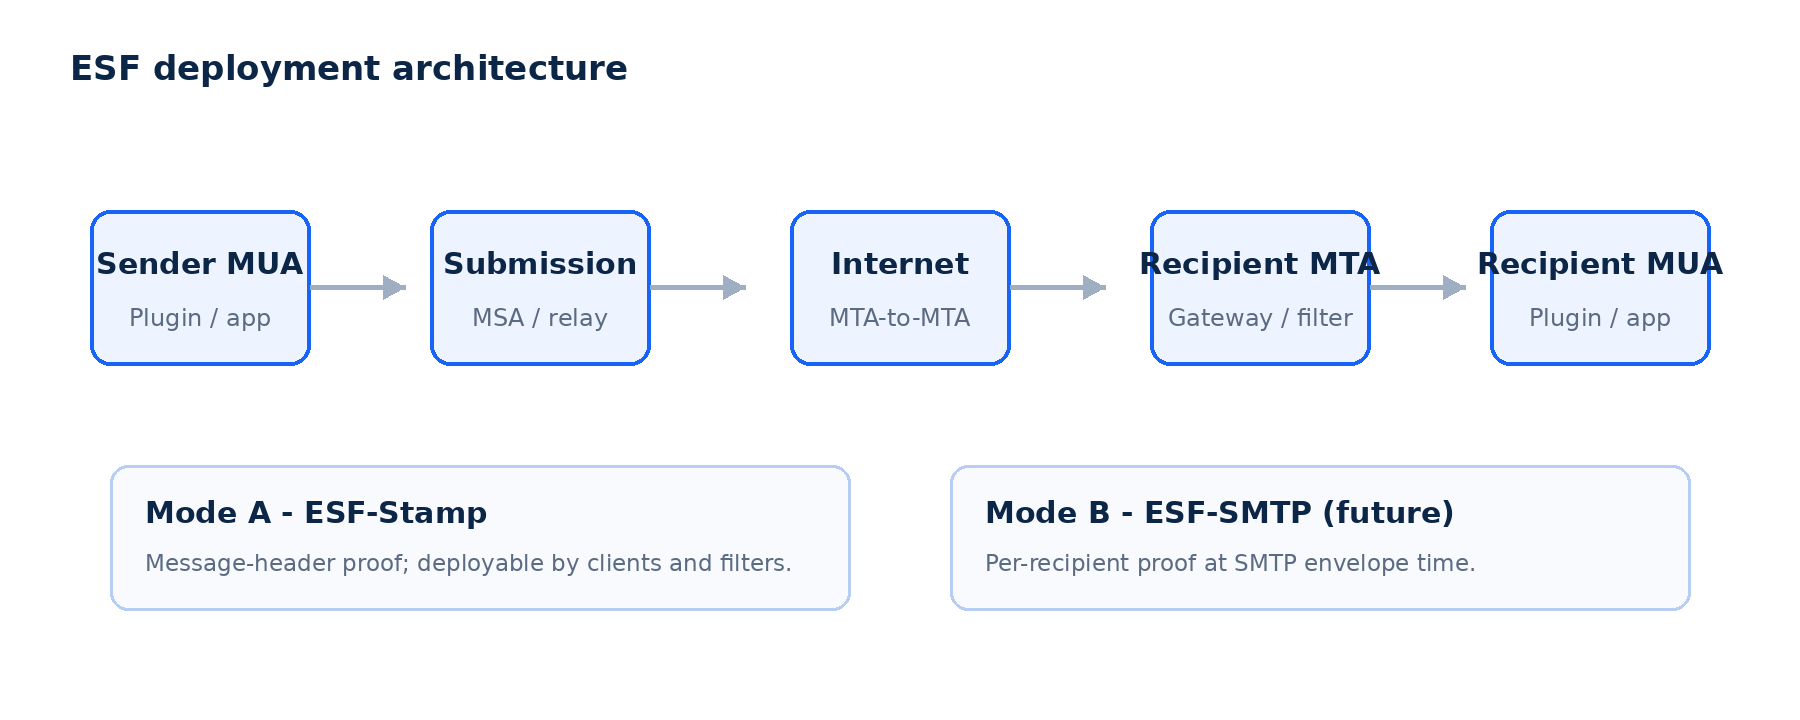 ESF deployment architecture
Sender MUA
Plugin / app
Submission
MSA / relay
Internet
MTA-to-MTA
Recipient MTA
Gateway / filter
Recipient MUA
Plugin / app
Mode A - ESF-Stamp
Message-header proof; deployable by clients and filters.
Mode B - ESF-SMTP (future)
Per-recipient proof at SMTP envelope time.